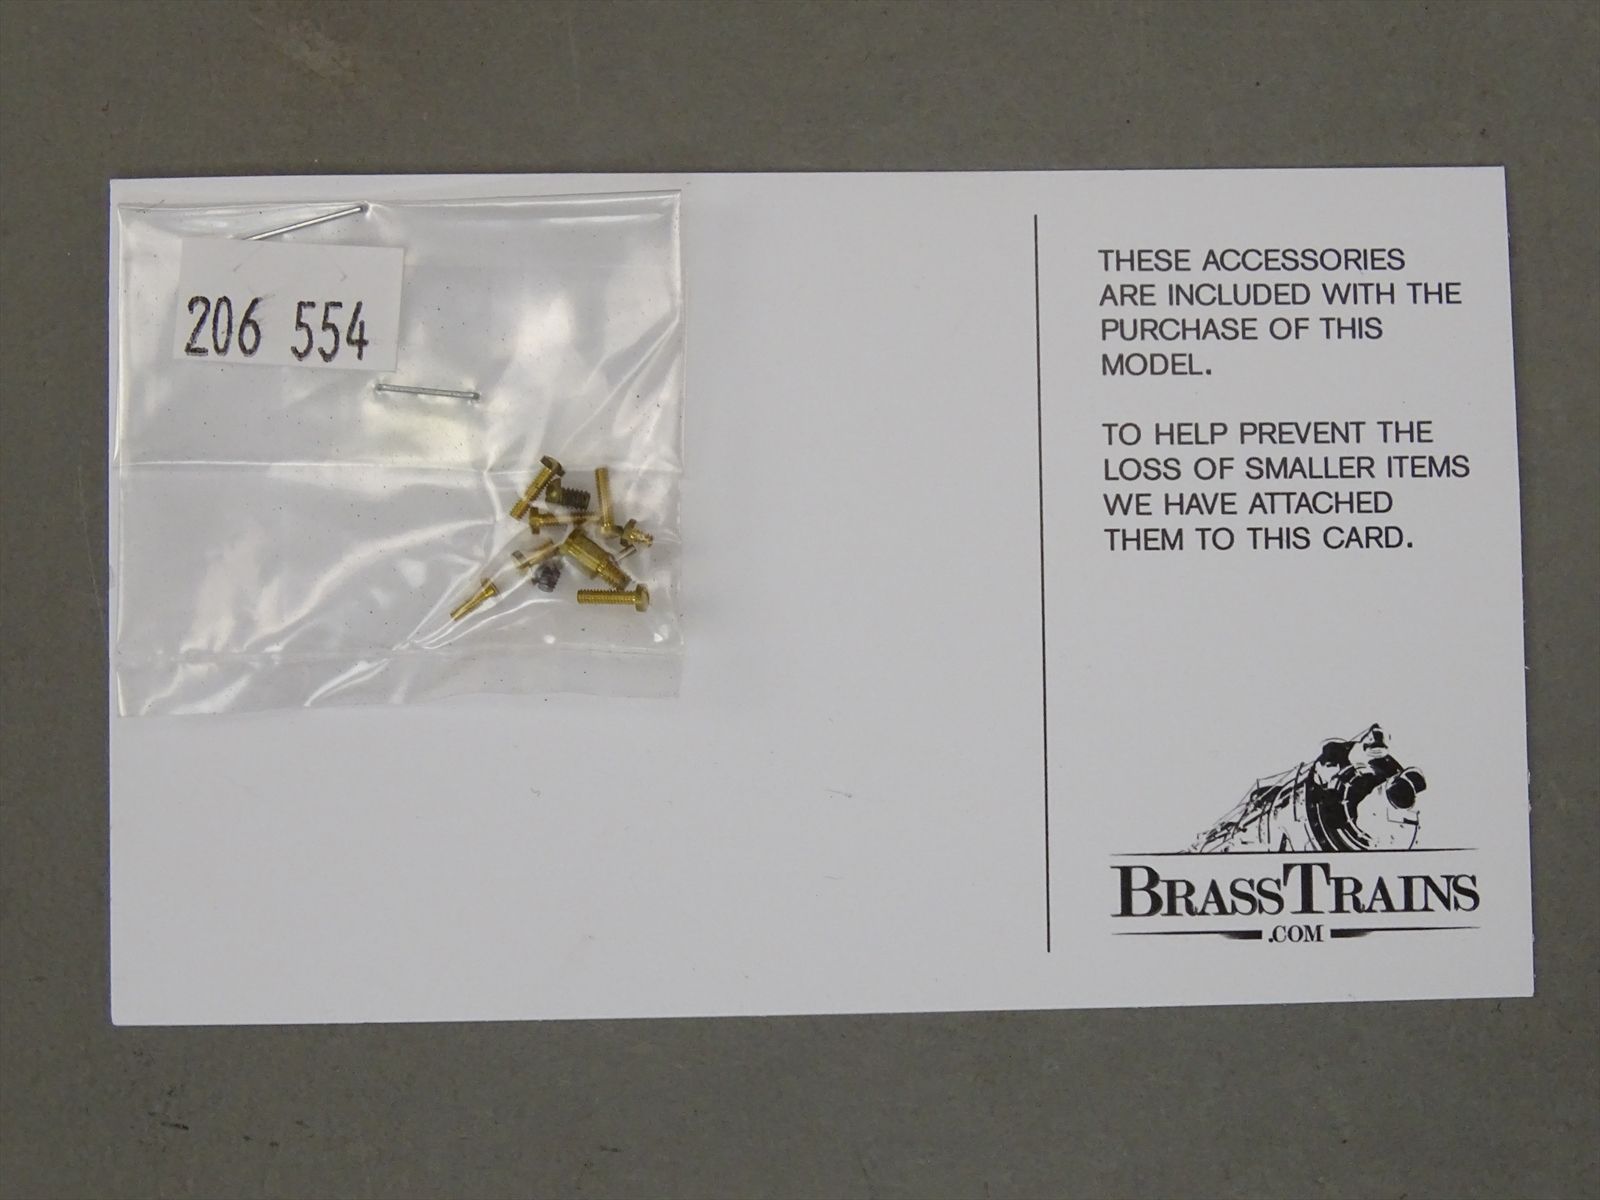 206 554
THESE ACCESSORIES
ARE INCLUDED WITH THE
PURCHASE OF THIS
MODEL.
TO HELP PREVENT THE
LOSS OF SMALLER ITEMS
WE HAVE ATTACHED
THEM TO THIS CARD.
BRASSTRAINS
.COM